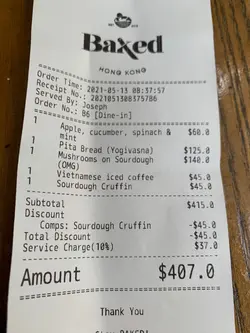 Baked
HONG KONG
Order Time: 2021-05-13 08:37:57
Receipt No.: 2021051308375786
Served By: Joseph
Order No.: B6 [Dine-in]
1 Apple, cucumber, spinach & $60.0
mint
1 Pita Bread (Yogivasna) $125.0
1 Mushrooms on Sourdough $140.0
(OMG)
1 Vietnamese iced coffee $45.0
1 Sourdough Cruffin $45.0
Subtotal $415.0
Discount
Comps: Sourdough Cruffin -$45.0
Total Discount -$45.0
Service Charge(10%) $37.0
Amount $407.0
Thank You